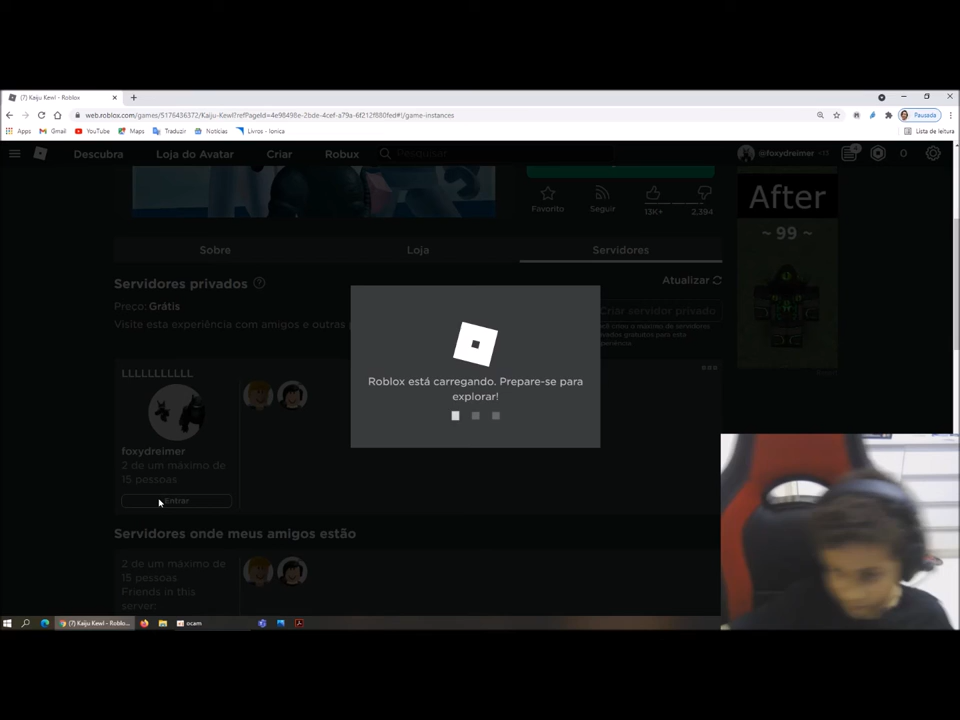 (7) Kaiju Kewl - Roblox
web.roblox.com/games/5176436372/Kaiju-Kewl?refPageId=4e98498e-2bde-4cef-a79a-6f212f880fed#!/game-instances
Pausada
Apps Gmail YouTube Maps Traduzir Notícias Livros - Ionica
Lista de leitura
Descubra Loja do Avatar Criar Robux Pesquisar @foxydreimer 0
After
~ 99 ~
Favorito Seguir 13K+ 2,394
Sobre Loja Servidores
Servidores privados
Atualizar
Preço: Grátis
Visite esta experiência com amigos e outras
Criar servidor privado
Roblox está carregando. Prepare-se para
explorar!
LLLLLLLLLLL
foxydreimer
2 de um máximo de
15 pessoas
Entrar
Servidores onde meus amigos estão
2 de um máximo de
15 pessoas
Friends in this
server:
(7) Kaiju Kewl - Roblo... ocam